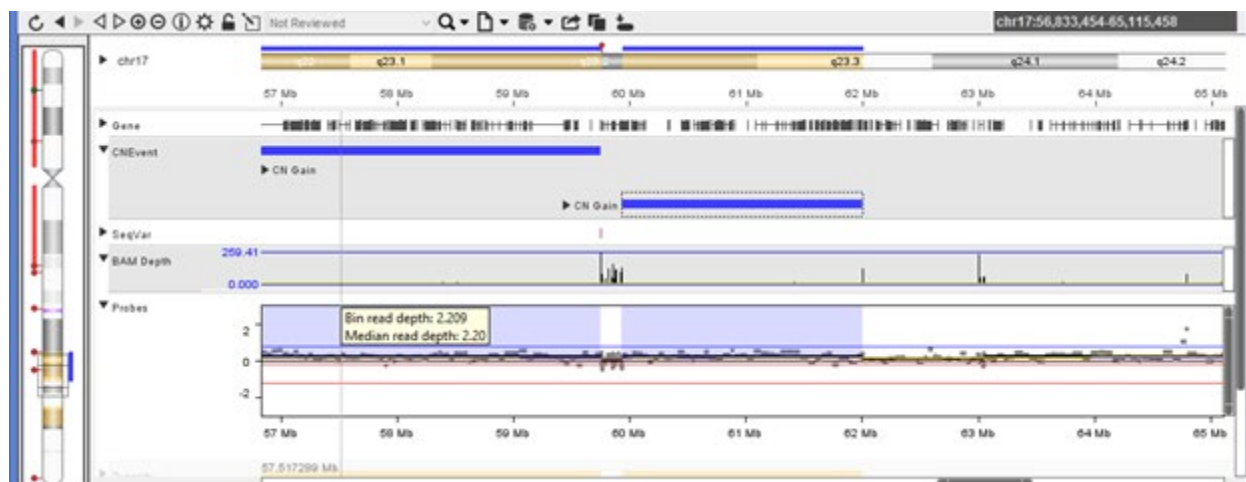 Not Reviewed
chr17:56,833,454-65,115,458
chr17
q23.1 q23.3 q24.1 q24.2
57 Mb 58 Mb 59 Mb 60 Mb 61 Mb 62 Mb 63 Mb 64 Mb 65 Mb
Gene
CNEvent
CN Gain
CN Gain
SeqVar
BAM Depth
259.41
0.000
Probes
Bin read depth: 2.209
Median read depth: 2.20
2
0
-2
57 Mb 58 Mb 59 Mb 60 Mb 61 Mb 62 Mb 63 Mb 64 Mb 65 Mb
57.517289 Mb